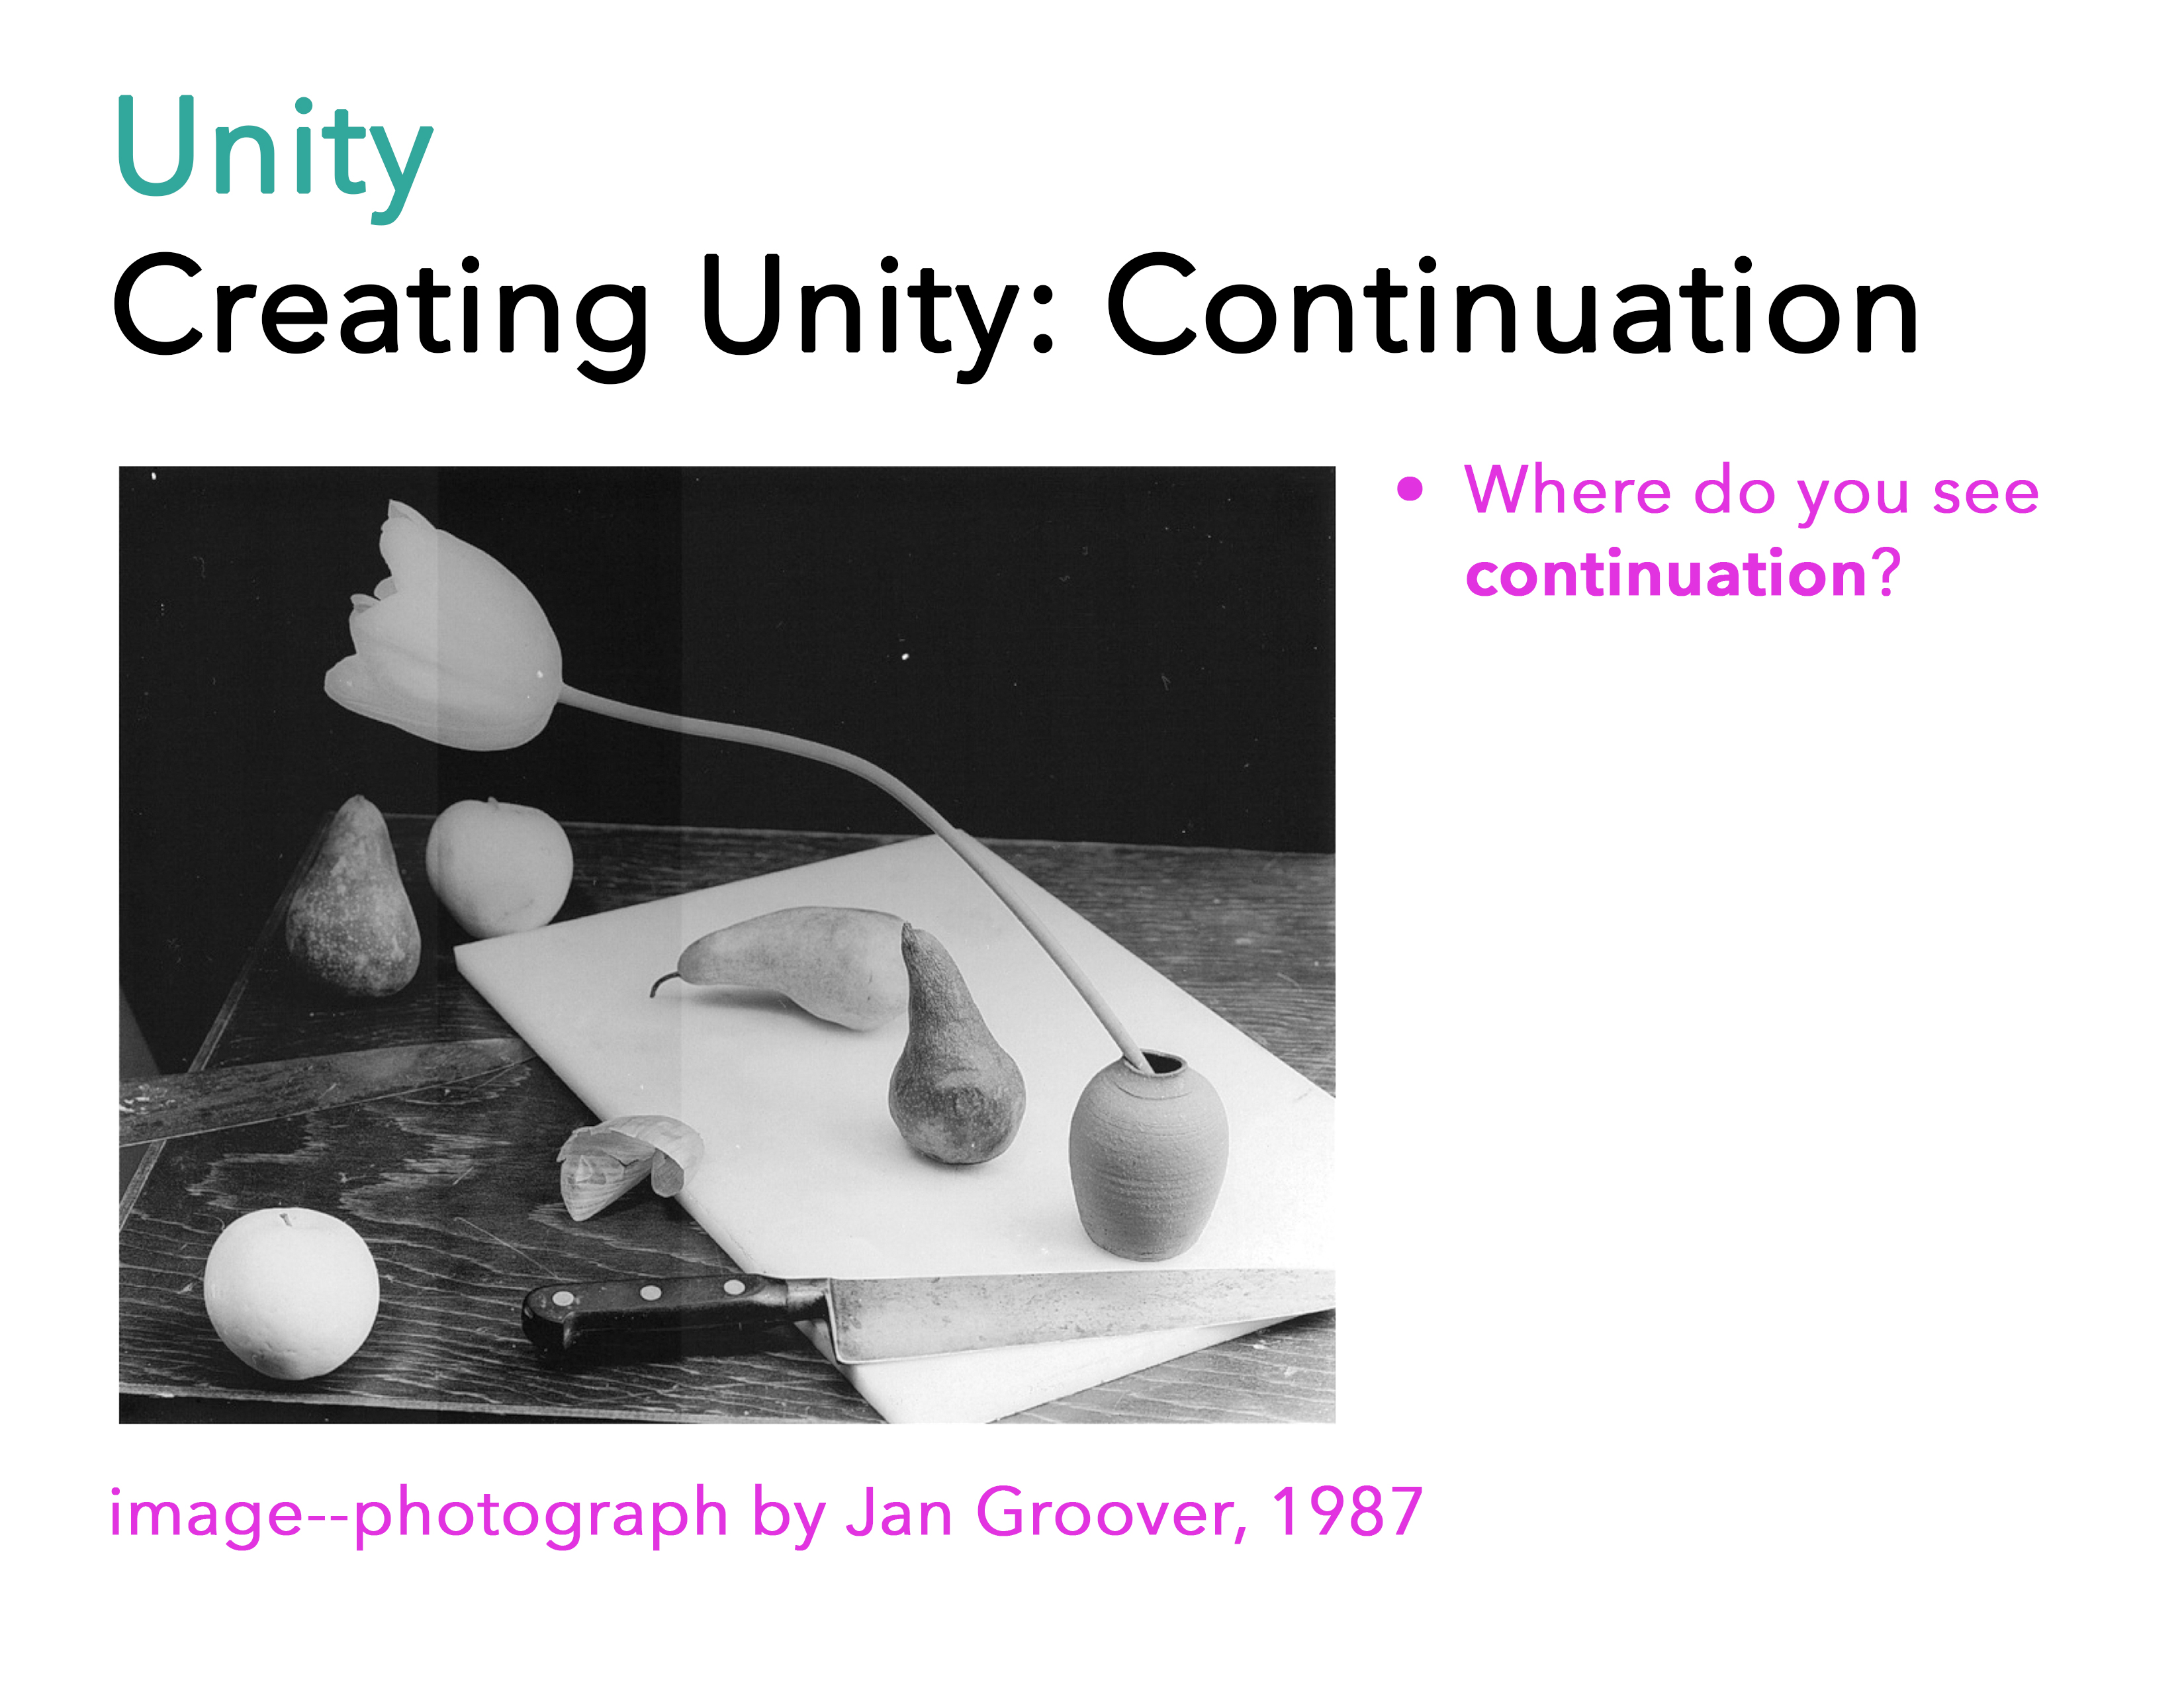 Unity
Creating Unity: Continuation
• Where do you see
continuation?
image--photograph by Jan Groover, 1987